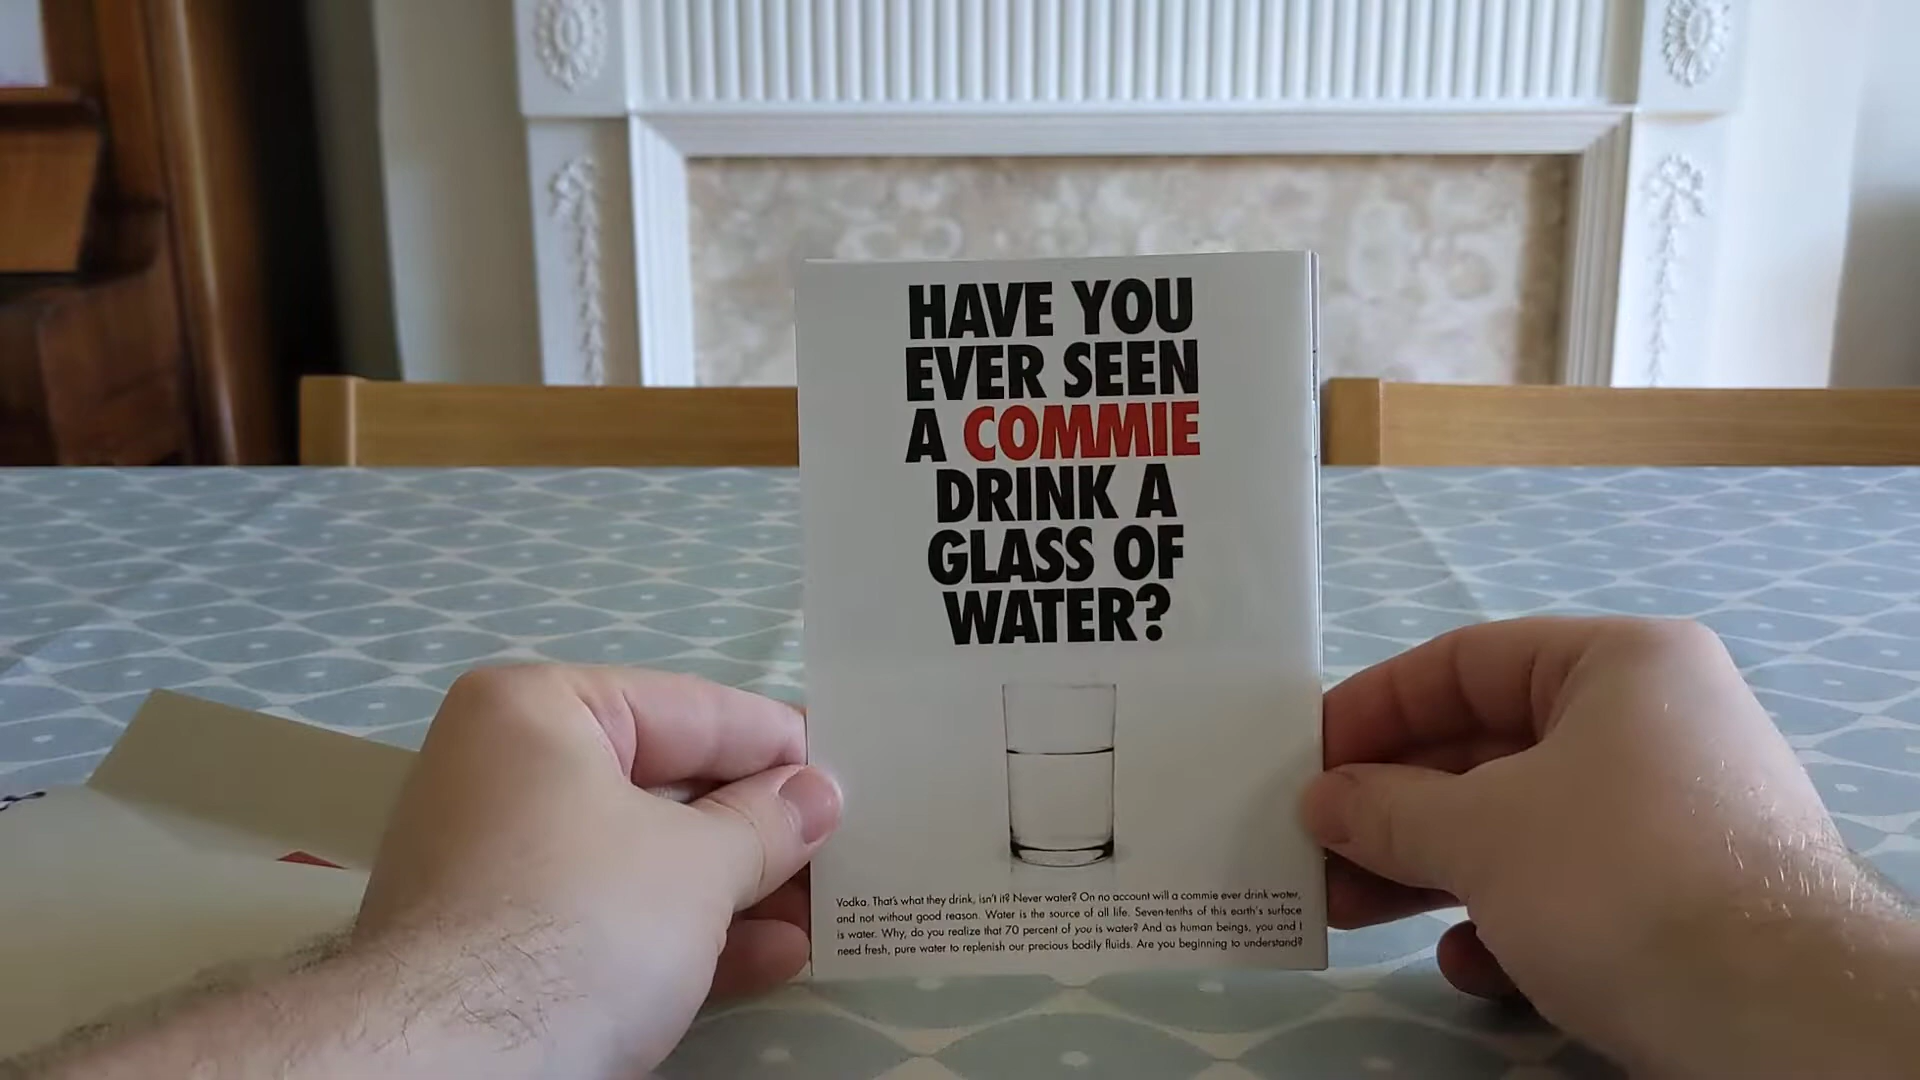 HAVE YOU
EVER SEEN
A COMMIE
DRINK A
GLASS OF
WATER?
Vodka. That's what they drink, isn't it? Never water? On no account will a commie ever drink water,
and not without good reason. Water is the source of all life. Seven-tenths of this earth's surface
is water. Why, do you realize that 70 percent of you is water? And as human beings, you and I
need fresh, pure water to replenish our precious bodily fluids. Are you beginning to understand?